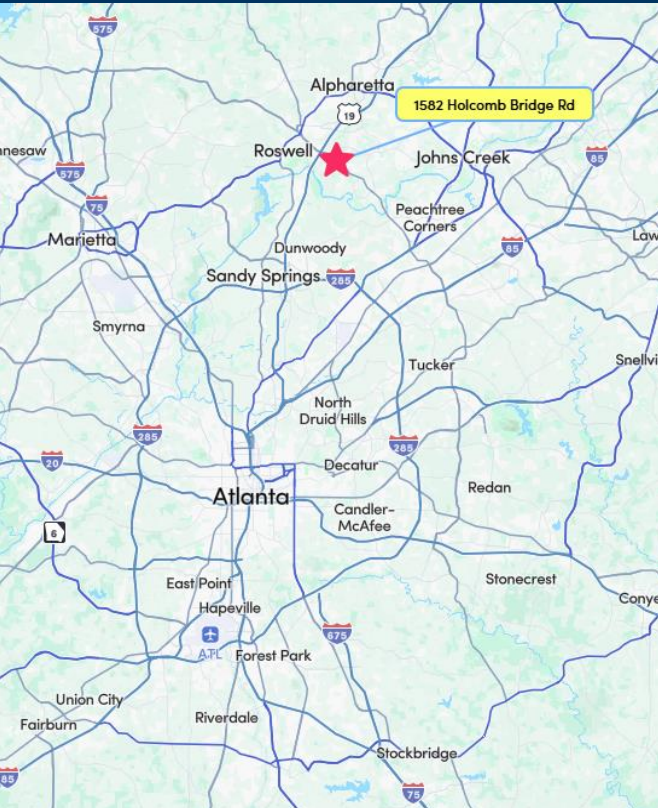 575
Alpharetta
1582 Holcomb Bridge Rd
19
nnesaw
Roswell
Johns Creek
85
575
75
Peachtree
Corners
Marietta
Dunwoody
85
Law
Sandy Springs
285
Smyrna
Tucker
Snellvi
North
Druid Hills
285
285
20
Decatur
Atlanta
Redan
Candler-
McAfee
6
East Point
Stonecrest
Hapeville
Conye
675
ATL
Forest Park
Union City
Riverdale
Fairburn
Stockbridge
85
75